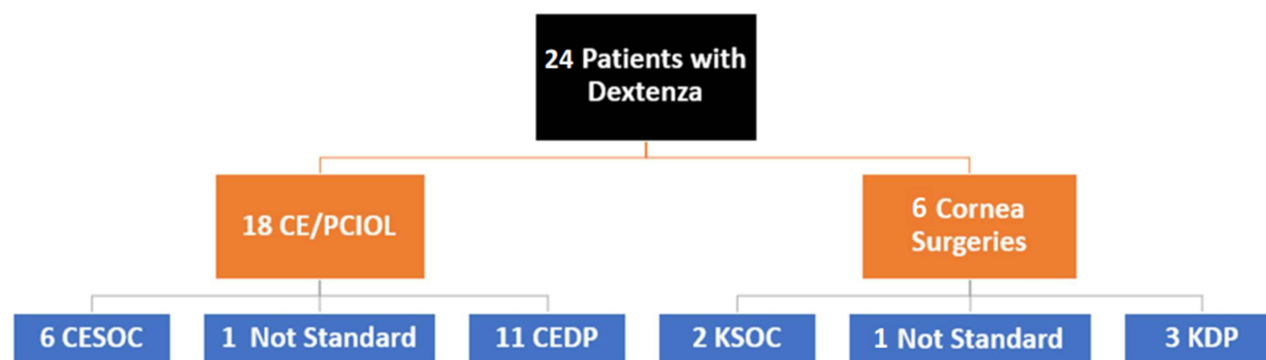 24 Patients with
Dextenza
18 CE/PCIOL
6 Cornea
Surgeries
6 CESOC
1 Not Standard
11 CEDP
2 KSOC
1 Not Standard
3 KDP